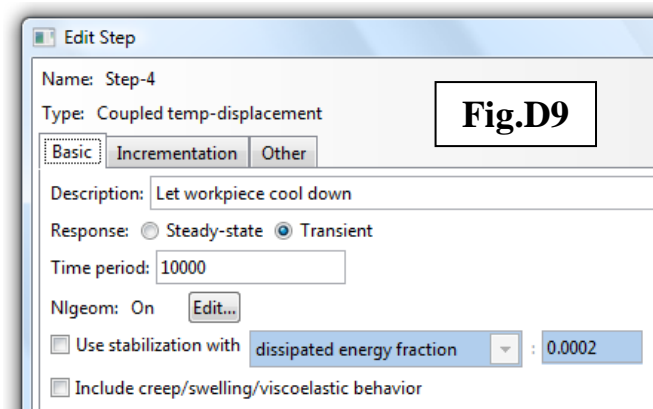 Edit Step
Name: Step-4
Type: Coupled temp-displacement
Fig.D9
Basic Incrementation Other
Description: Let workpiece cool down
Response: Steady-state Transient
Time period: 10000
Nlgeom: On Edit...
Use stabilization with dissipated energy fraction : 0.0002
Include creep/swelling/viscoelastic behavior